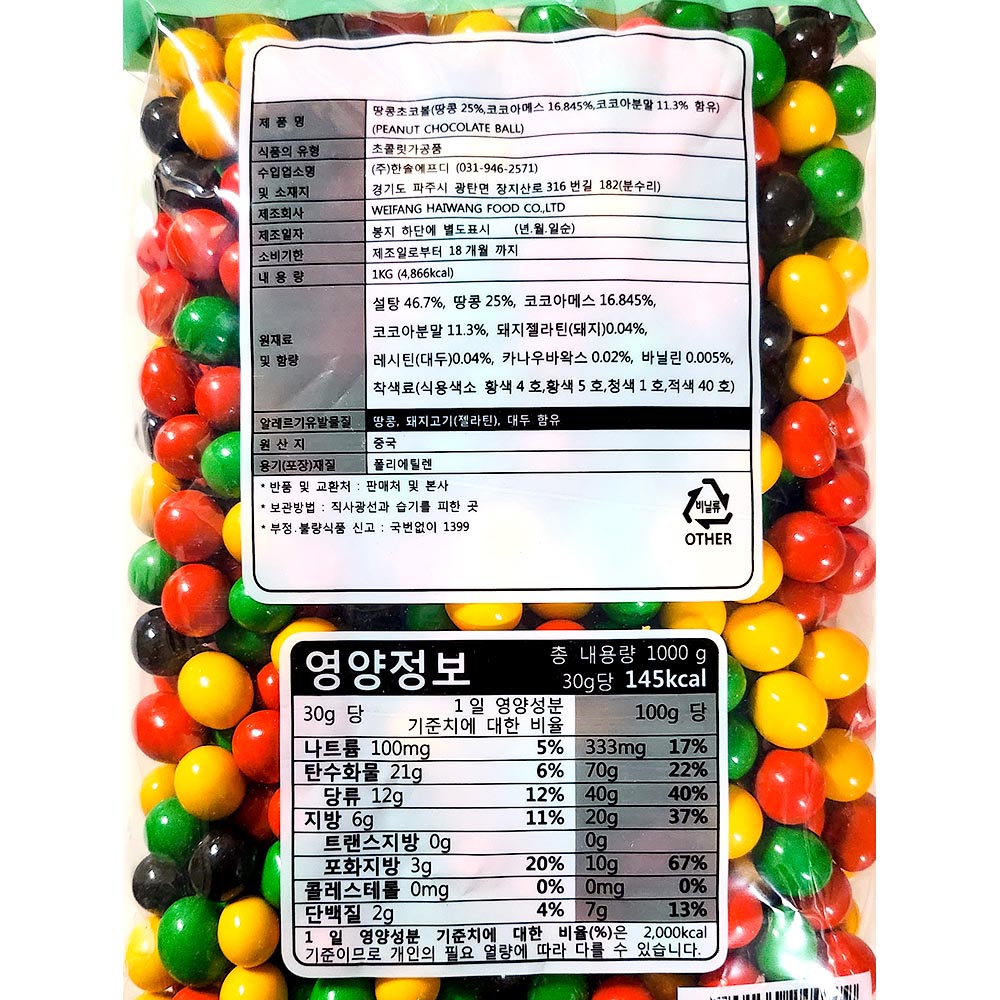 제 품 명 땅콩초코볼(땅콩 25%,코코아메스 16.845%,코코아분말 11.3% 함유)
(PEANUT CHOCOLATE BALL)
식품의 유형 초콜릿가공품
수입업소명 (주)한솔에프디 (031-946-2571)
및 소재지 경기도 파주시 광탄면 장지산로 316 번길 182(분수리)
제조회사 WEIFANG HAIWANG FOOD CO.,LTD
제조일자 봉지 하단에 별도표시 (년.월.일순)
소비기한 제조일로부터 18 개월 까지
내 용 량 1KG (4,866kcal)
원재료
및 함량
설탕 46.7%, 땅콩 25%, 코코아메스 16.845%,
코코아분말 11.3%, 돼지젤라틴(돼지)0.04%,
레시틴(대두)0.04%, 카나우바왁스 0.02%, 바닐린 0.005%,
착색료(식용색소 황색 4 호,황색 5 호,청색 1 호,적색 40 호)
알레르기유발물질 땅콩, 돼지고기(젤라틴), 대두 함유
원 산 지 중국
용기(포장)재질 폴리에틸렌
* 반품 및 교환처 : 판매처 및 본사
* 보관방법 : 직사광선과 습기를 피한 곳
* 부정.불량식품 신고 : 국번없이 1399
비닐류
OTHER
영양정보
총 내용량 1000 g
30g당 145kcal
30g 당 1 일 영양성분 100g 당
기준치에 대한 비율
나트륨 100mg 5% 333mg 17%
탄수화물 21g 6% 70g 22%
당류 12g 12% 40g 40%
지방 6g 11% 20g 37%
트랜스지방 0g 0g
포화지방 3g 20% 10g 67%
콜레스테롤 0mg 0% 0mg 0%
단백질 2g 4% 7g 13%
1 일 영양성분 기준치에 대한 비율(%)은 2,000kcal
기준이므로 개인의 필요 열량에 따라 다를 수 있습니다.